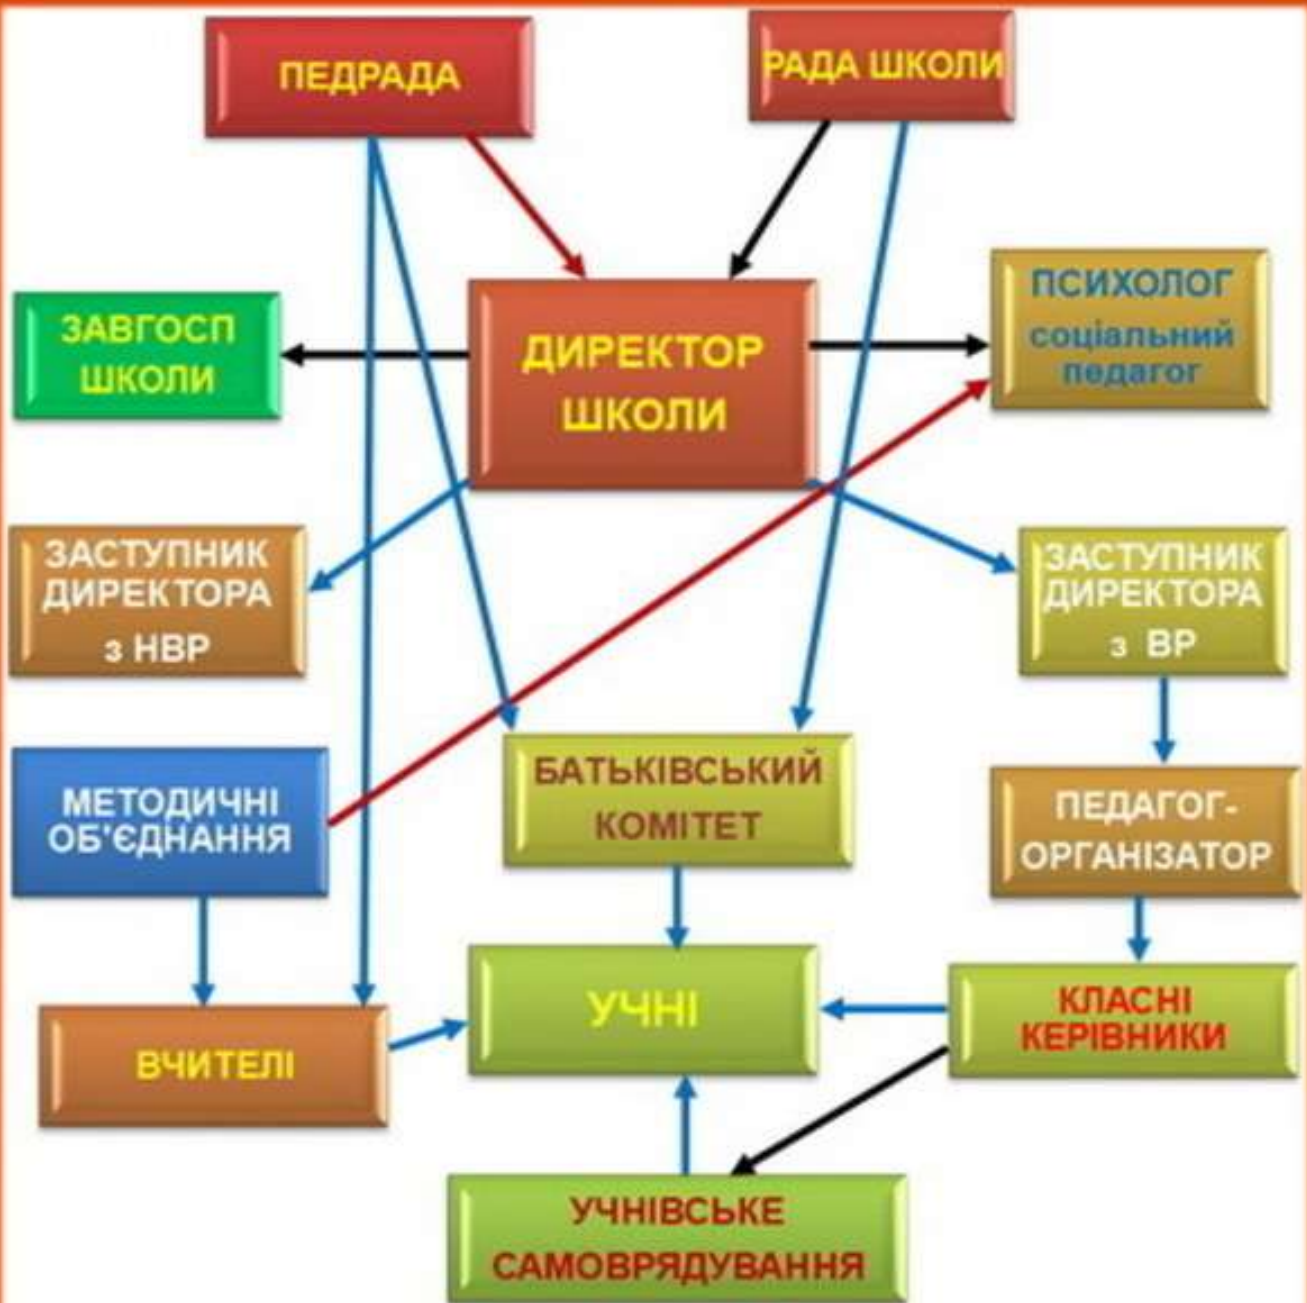 ПЕДРАДА
РАДА ШКОЛИ
ЗАВГОСП
ШКОЛИ
ДИРЕКТОР
ШКОЛИ
ПСИХОЛОГ
соціальний
педагог
ЗАСТУПНИК
ДИРЕКТОРА
з НВР
ЗАСТУПНИК
ДИРЕКТОРА
з ВР
МЕТОДИЧНІ
ОБ'ЄДНАННЯ
БАТЬКІВСЬКИЙ
КОМІТЕТ
ПЕДАГОГ-
ОРГАНІЗАТОР
ВЧИТЕЛІ
УЧНІ
КЛАСНІ
КЕРІВНИКИ
УЧНІВСЬКЕ
САМОВРЯДУВАННЯ